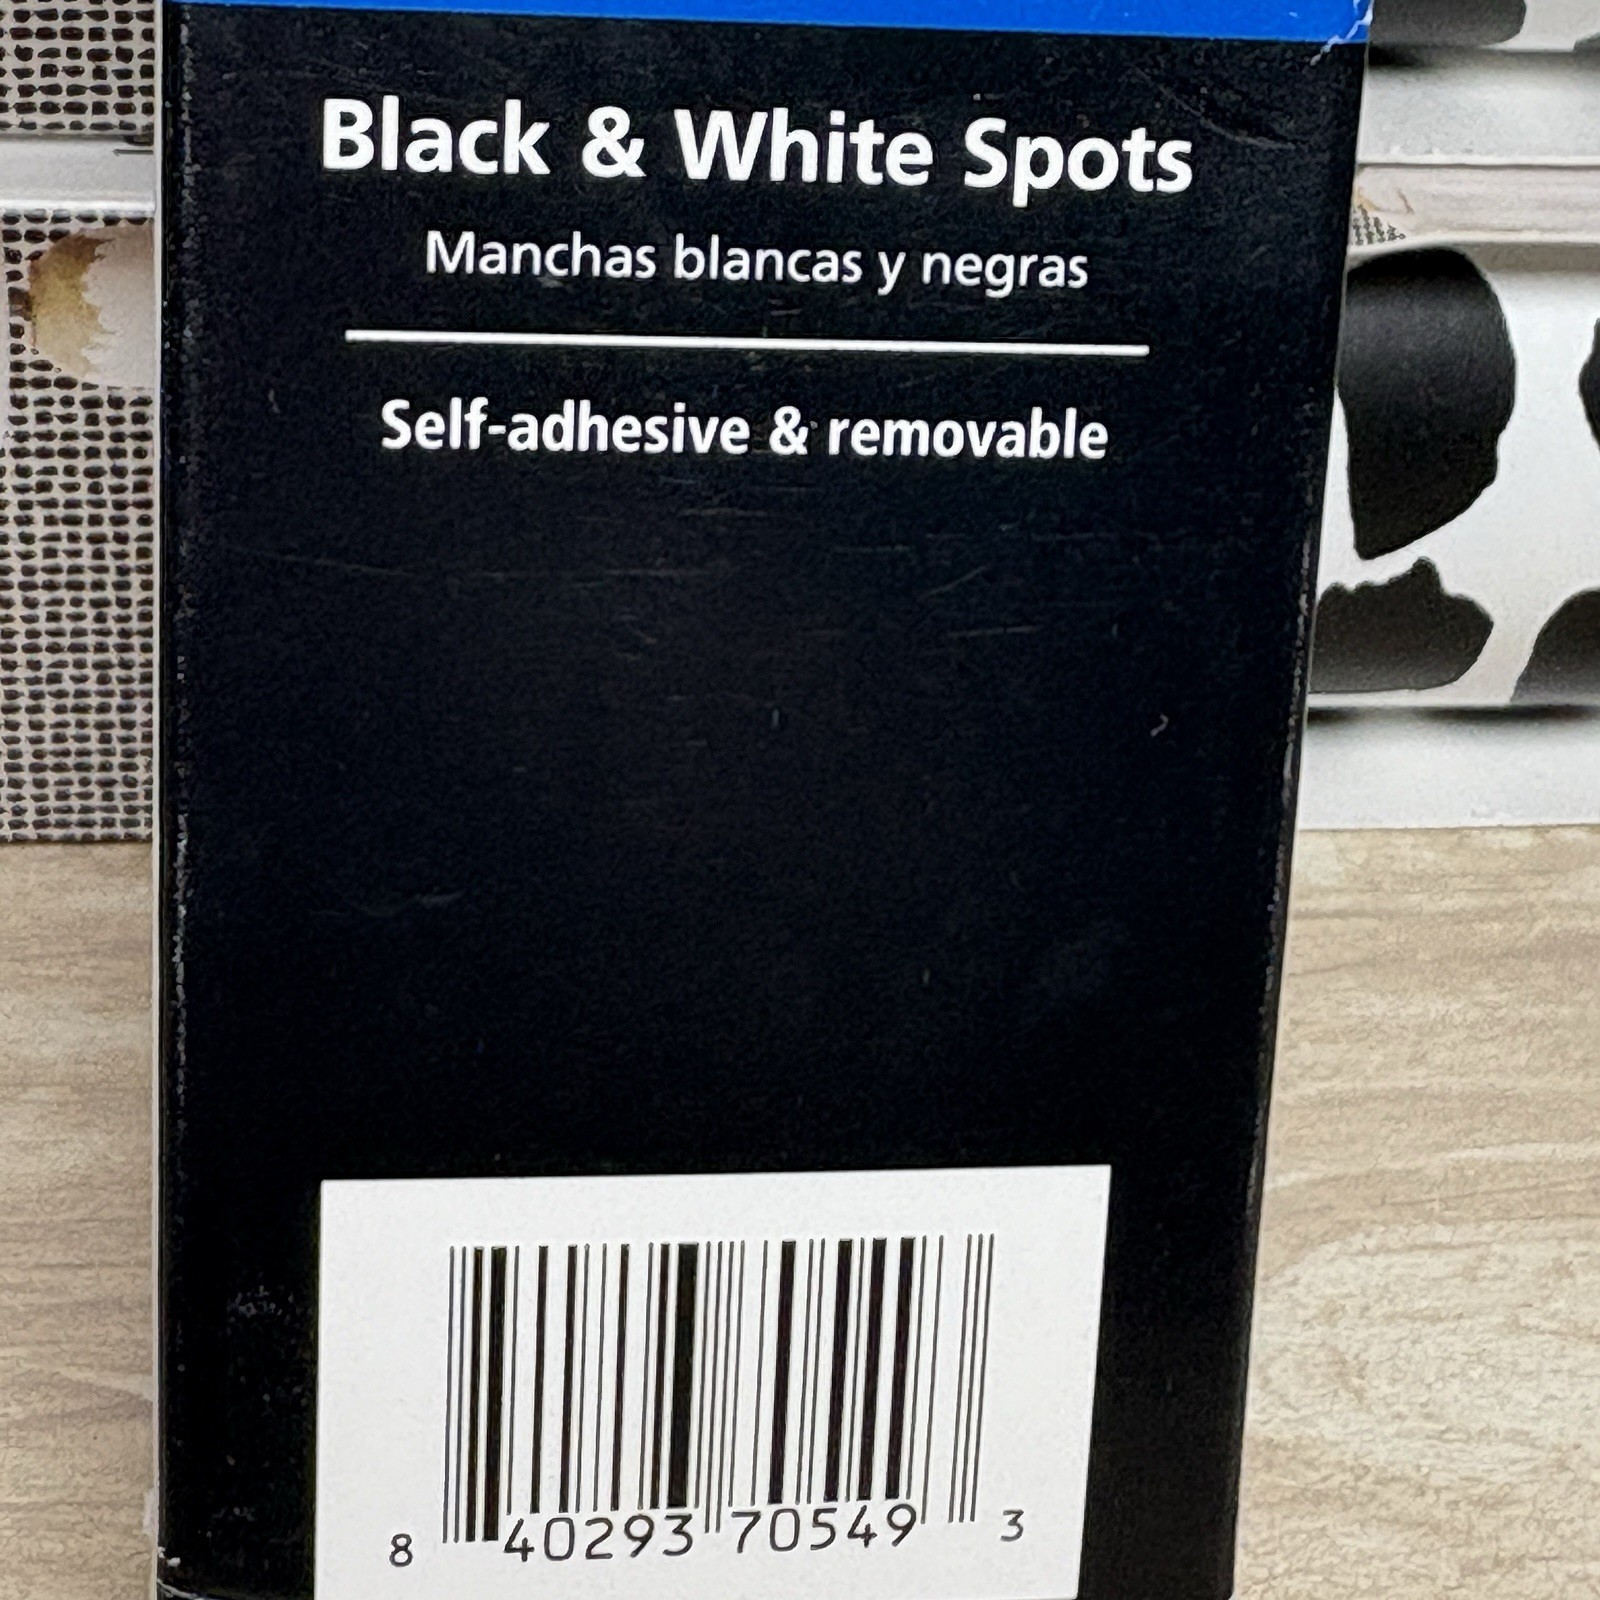 Black & White Spots
Manchas blancas y negras
Self-adhesive & removable
8 40293 70549 3